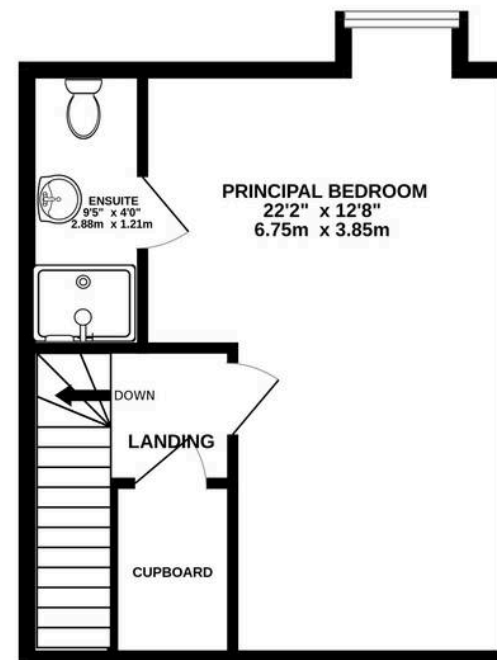 ENSUITE
9'5" x 4'0"
2.88m x 1.21m
PRINCIPAL BEDROOM
22'2" x 12'8"
6.75m x 3.85m
DOWN
LANDING
CUPBOARD